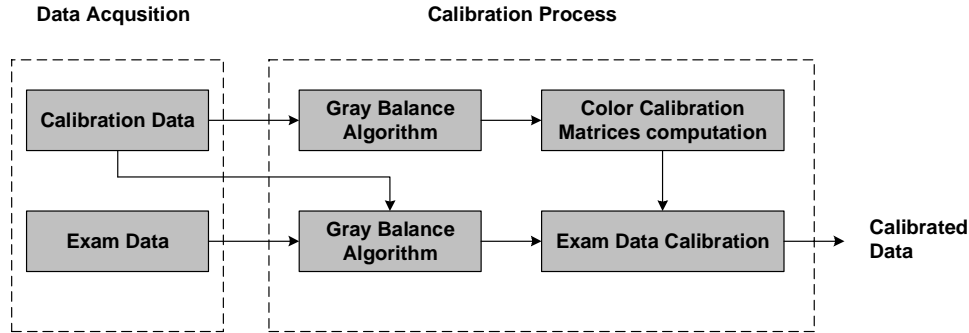 Data Acqusition
Calibration Process
Calibration Data
Gray Balance
Algorithm
Color Calibration
Matrices computation
Exam Data
Gray Balance
Algorithm
Exam Data Calibration
Calibrated
Data